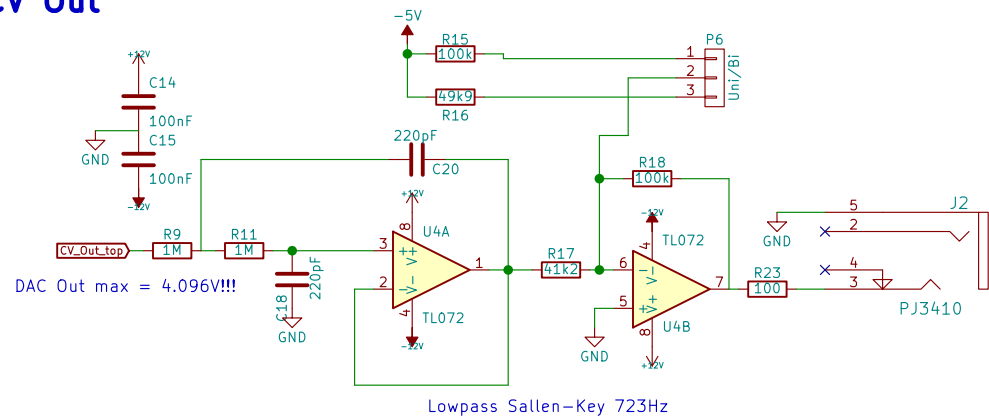 CV Out
-5V
R15
100k
P6
1
2
3
Uni/Bi
49k9
R16
+12V
C14
100nF
C15
GND
100nF
-12V
220pF
C20
R18
100k
+12V
8
U4A
-12V
4
TL072
J2
5
2
GND
CV_Out_top
R9
1M
R11
1M
3
++
V+
1
2
V-
R17
41k2
6
V-
7
5
+
V+
R23
100
4
3
PJ3410
DAC Out max = 4.096V!!!
C18
220pF
GND
4
TL072
-12V
GND
8
U4B
+12V
Lowpass Sallen-Key 723Hz